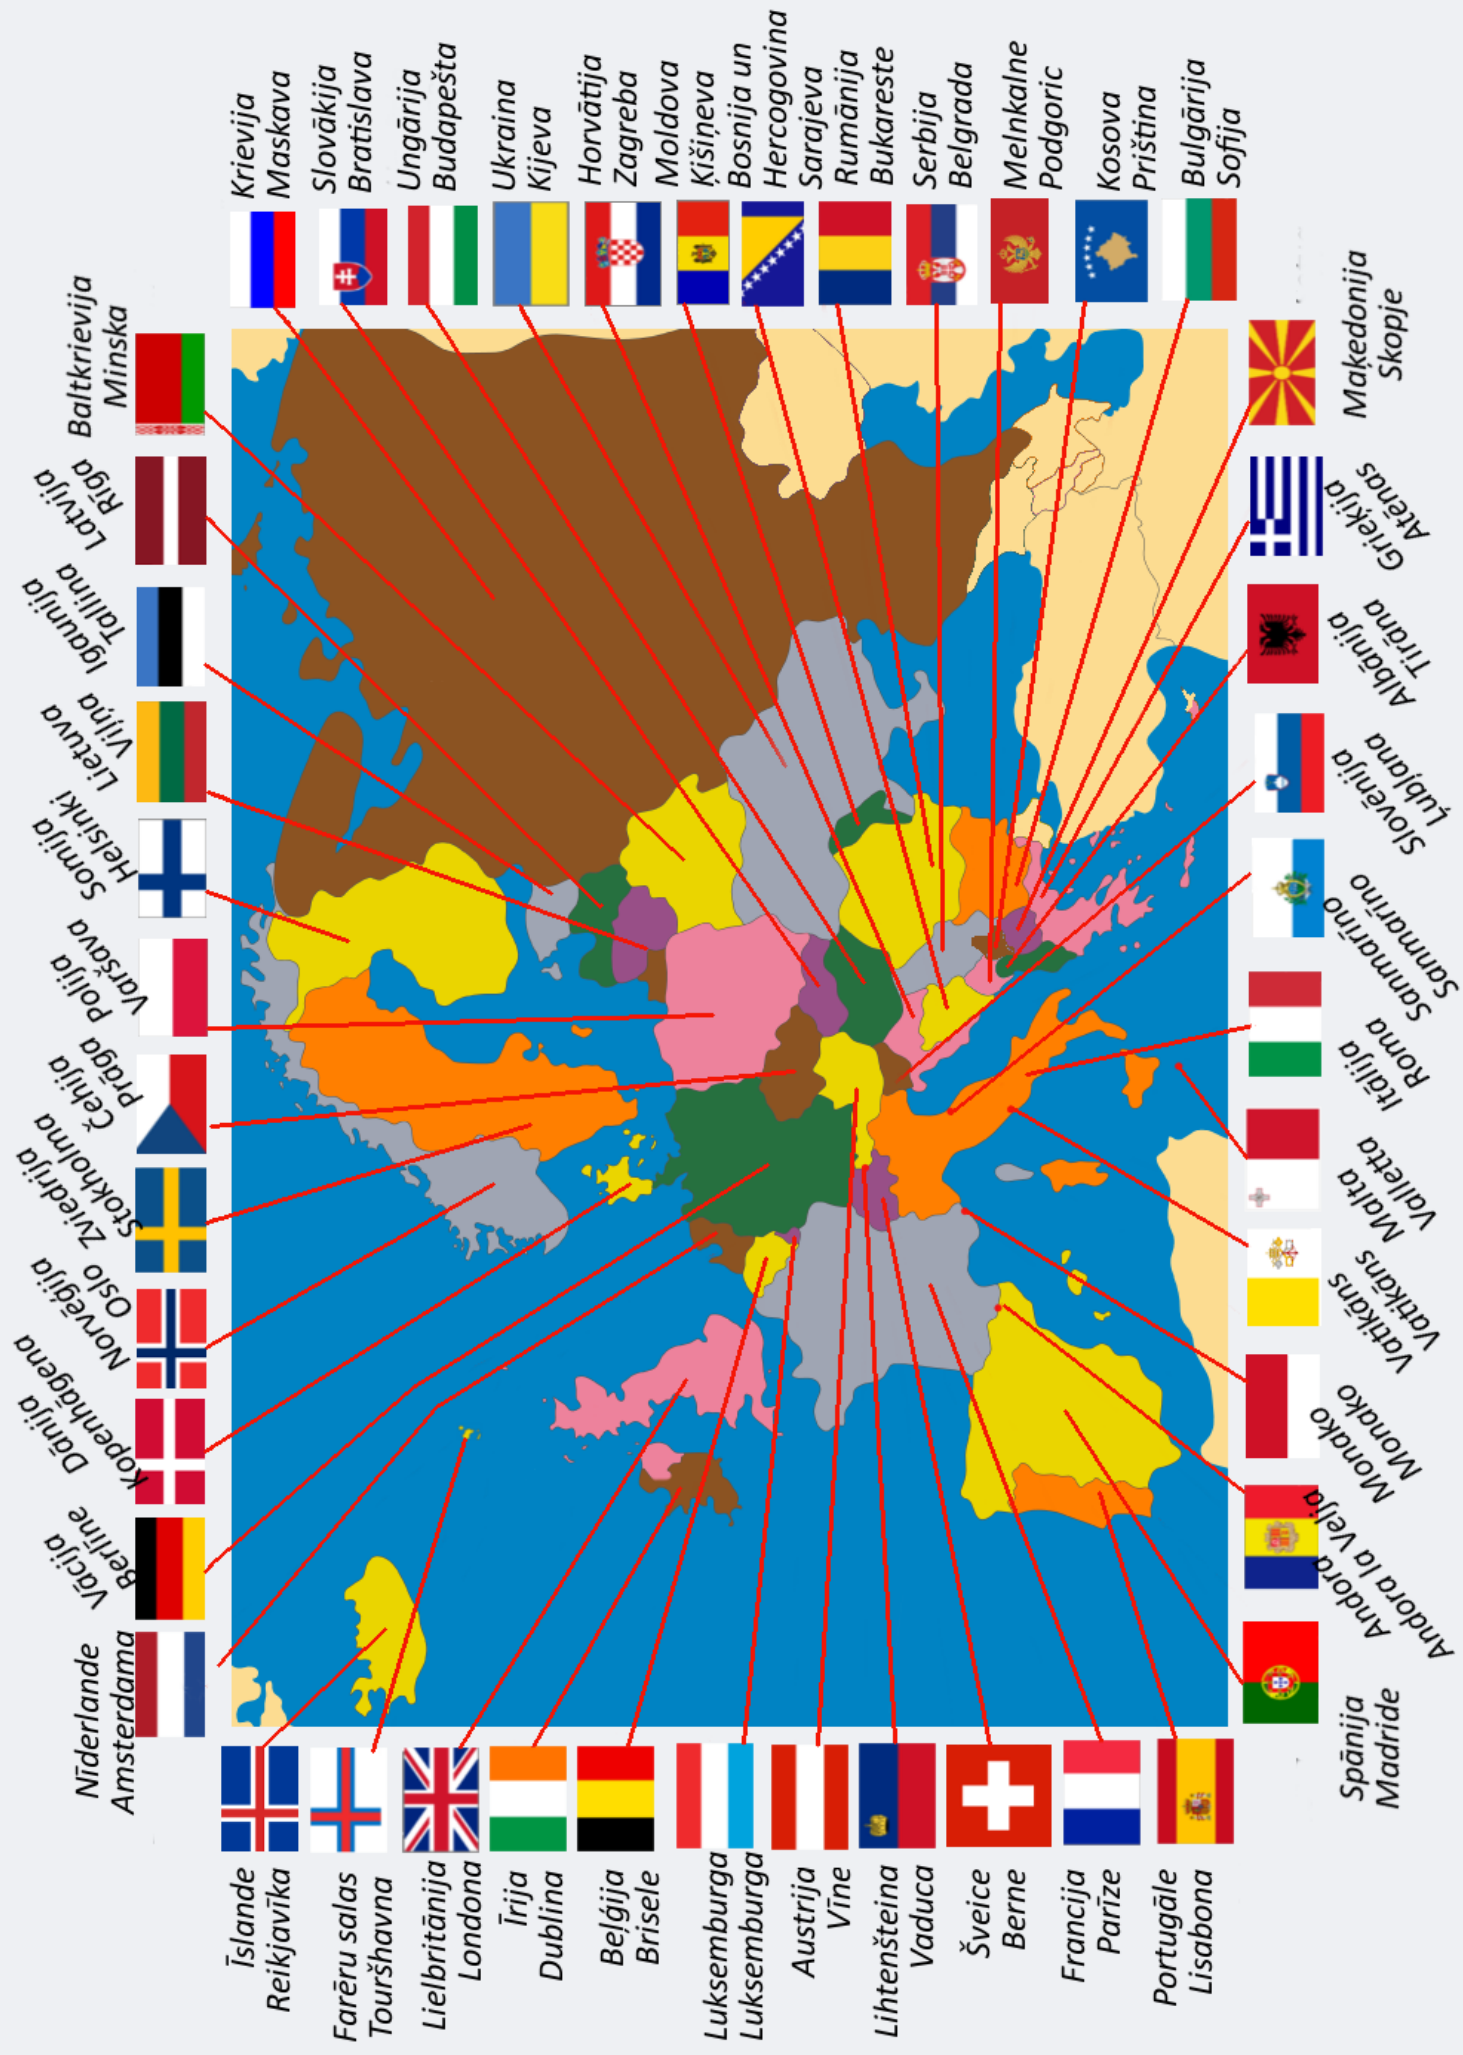 Nīderlande
Amsterdama
Vācija
Berlīne
Dānija
Kopenhāgena
Norvēģija
Oslo
Zviedrija
Stokholma
Čehija
Prāga
Polija
Varšava
Somija
Helsinki
Lietuva
Viļņa
Igaunija
Tallina
Latvija
Rīga
Baltkrievija
Minska
Krievija
Maskava
Slovākija
Bratislava
Ungārija
Budapešta
Ukraina
Kijeva
Horvātija
Zagreba
Moldova
Ķišiņeva
Bosnija un
Hercogovina
Sarajeva
Rumānija
Bukareste
Serbija
Belgrada
Melnkalne
Podgoric
Kosova
Priština
Bulgārija
Sofija
Maķedonija
Skopje
Grieķija
Atēnas
Albānija
Tirāna
Slovēnija
Ļubļana
Sanmarīno
Sanmarīno
Itālija
Roma
Malta
Valletta
Vatikāns
Vatikāns
Monako
Monako
Andora
Andora la Velja
Spānija
Madride
Īslande
Reikjavīka
Farēru salas
Touršhavna
Lielbritānija
Londona
Īrija
Dublina
Beļģija
Brisele
Luksemburga
Luksemburga
Austrija
Vīne
Lihtenšteina
Vaduca
Šveice
Berne
Francija
Parīze
Portugāle
Lisabona